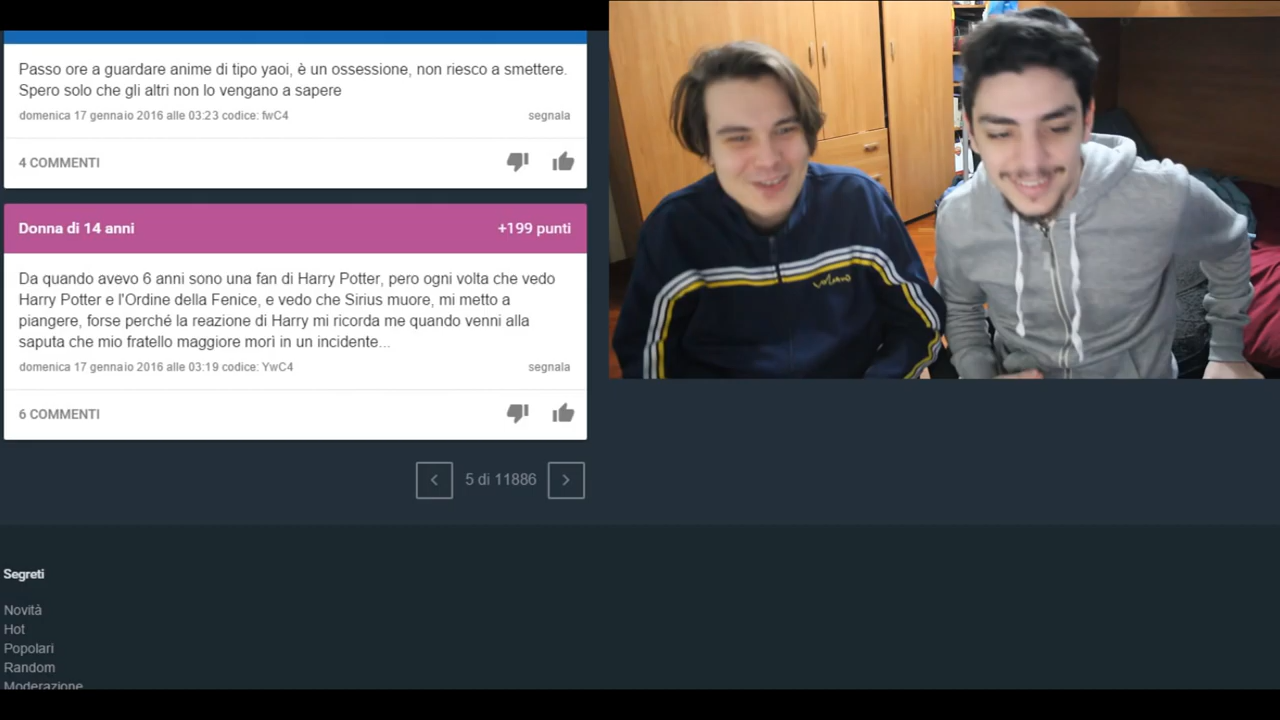 Passo ore a guardare anime di tipo yaoi, è un ossessione, non riesco a smettere.
Spero solo che gli altri non lo vengano a sapere
domenica 17 gennaio 2016 alle 03:23 codice: fwC4 segnala
4 COMMENTI
Donna di 14 anni +199 punti
Da quando avevo 6 anni sono una fan di Harry Potter, pero ogni volta che vedo
Harry Potter e l'Ordine della Fenice, e vedo che Sirius muore, mi metto a
piangere, forse perché la reazione di Harry mi ricorda me quando venni alla
saputa che mio fratello maggiore morì in un incidente...
domenica 17 gennaio 2016 alle 03:19 codice: YwC4 segnala
6 COMMENTI
5 di 11886
Segreti
Novità
Hot
Popolari
Random
Moderazione